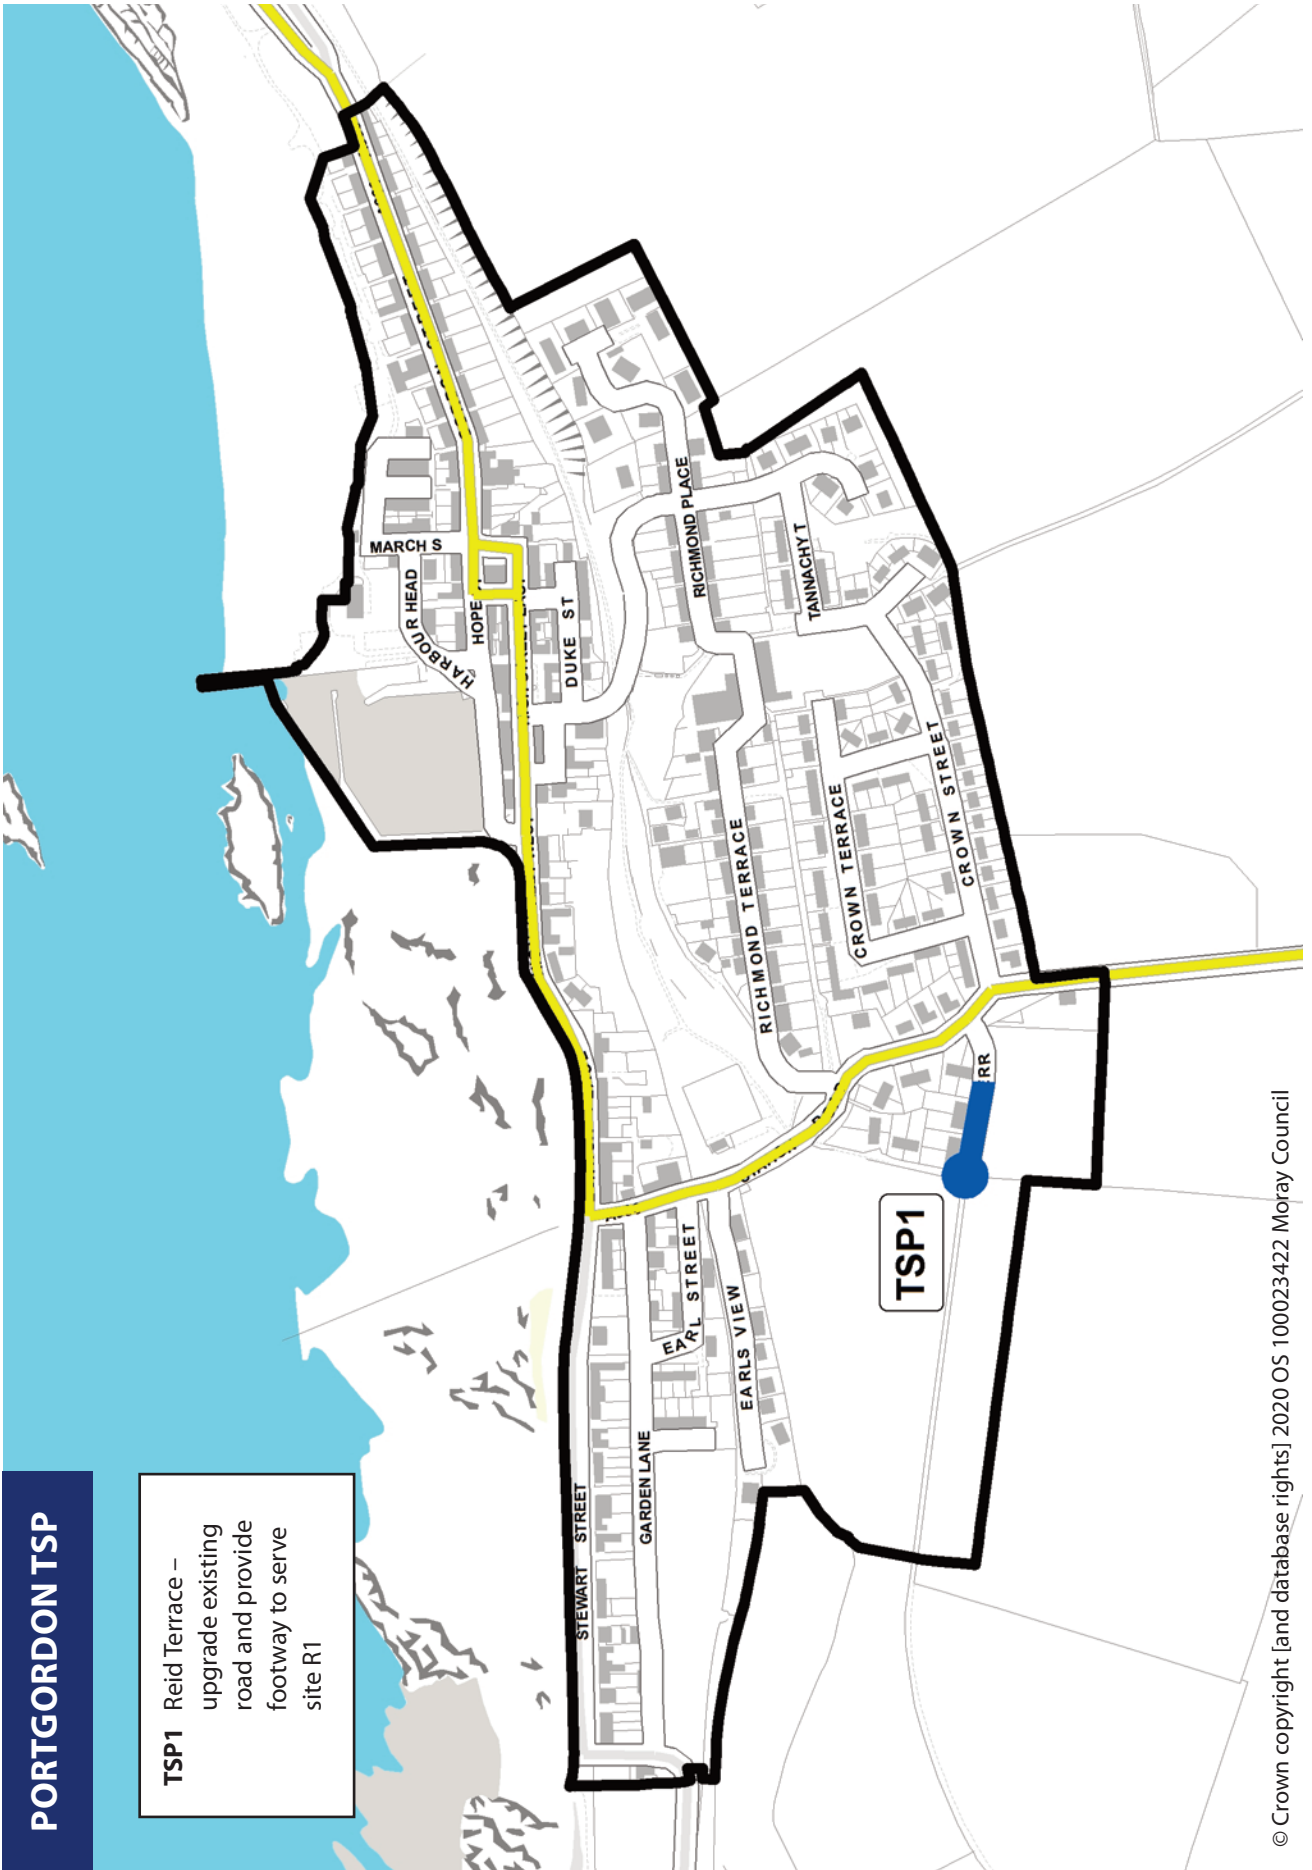 PORTGORDON TSP
TSP1 Reid Terrace –
upgrade existing
road and provide
footway to serve
site R1
MARCH S
HARBOUR HEAD
HOPE
DUKE ST
RICHMOND PLACE
TANNACHY T
RICHMOND TERRACE
CROWN TERRACE
CROWN STREET
ERR
TSP1
EARL STREET
EARLS VIEW
GARDEN LANE
STEWART STREET
© Crown copyright [and database rights] 2020 OS 100023422 Moray Council